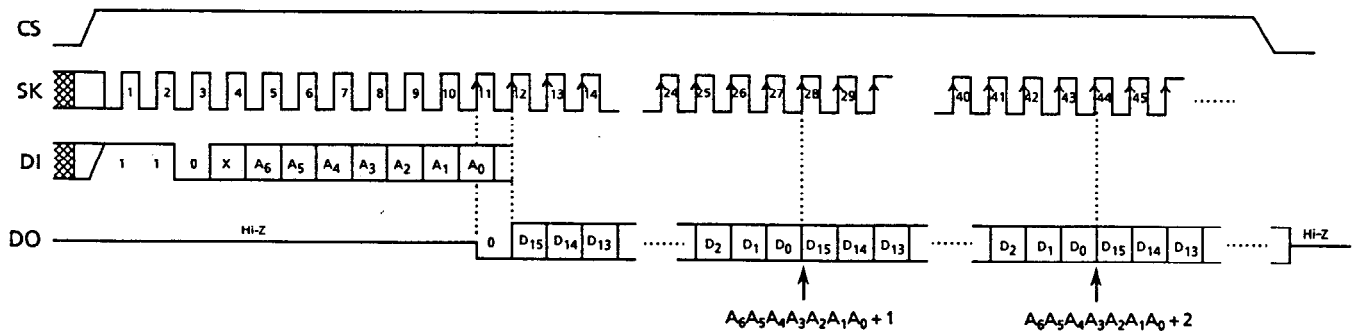 CS
SK 1 2 3 4 5 6 7 8 9 10 11 12 13 14 24 25 26 27 28 29 40 41 42 43 44 45 ........
DI 1 1 0 X A6 A5 A4 A3 A2 A1 A0
DO Hi-Z 0 D15 D14 D13 ........ D2 D1 D0 D15 D14 D13 ........ D2 D1 D0 D15 D14 D13 ........ Hi-Z
A6A5A4A3A2A1A0 + 1 A6A5A4A3A2A1A0 + 2